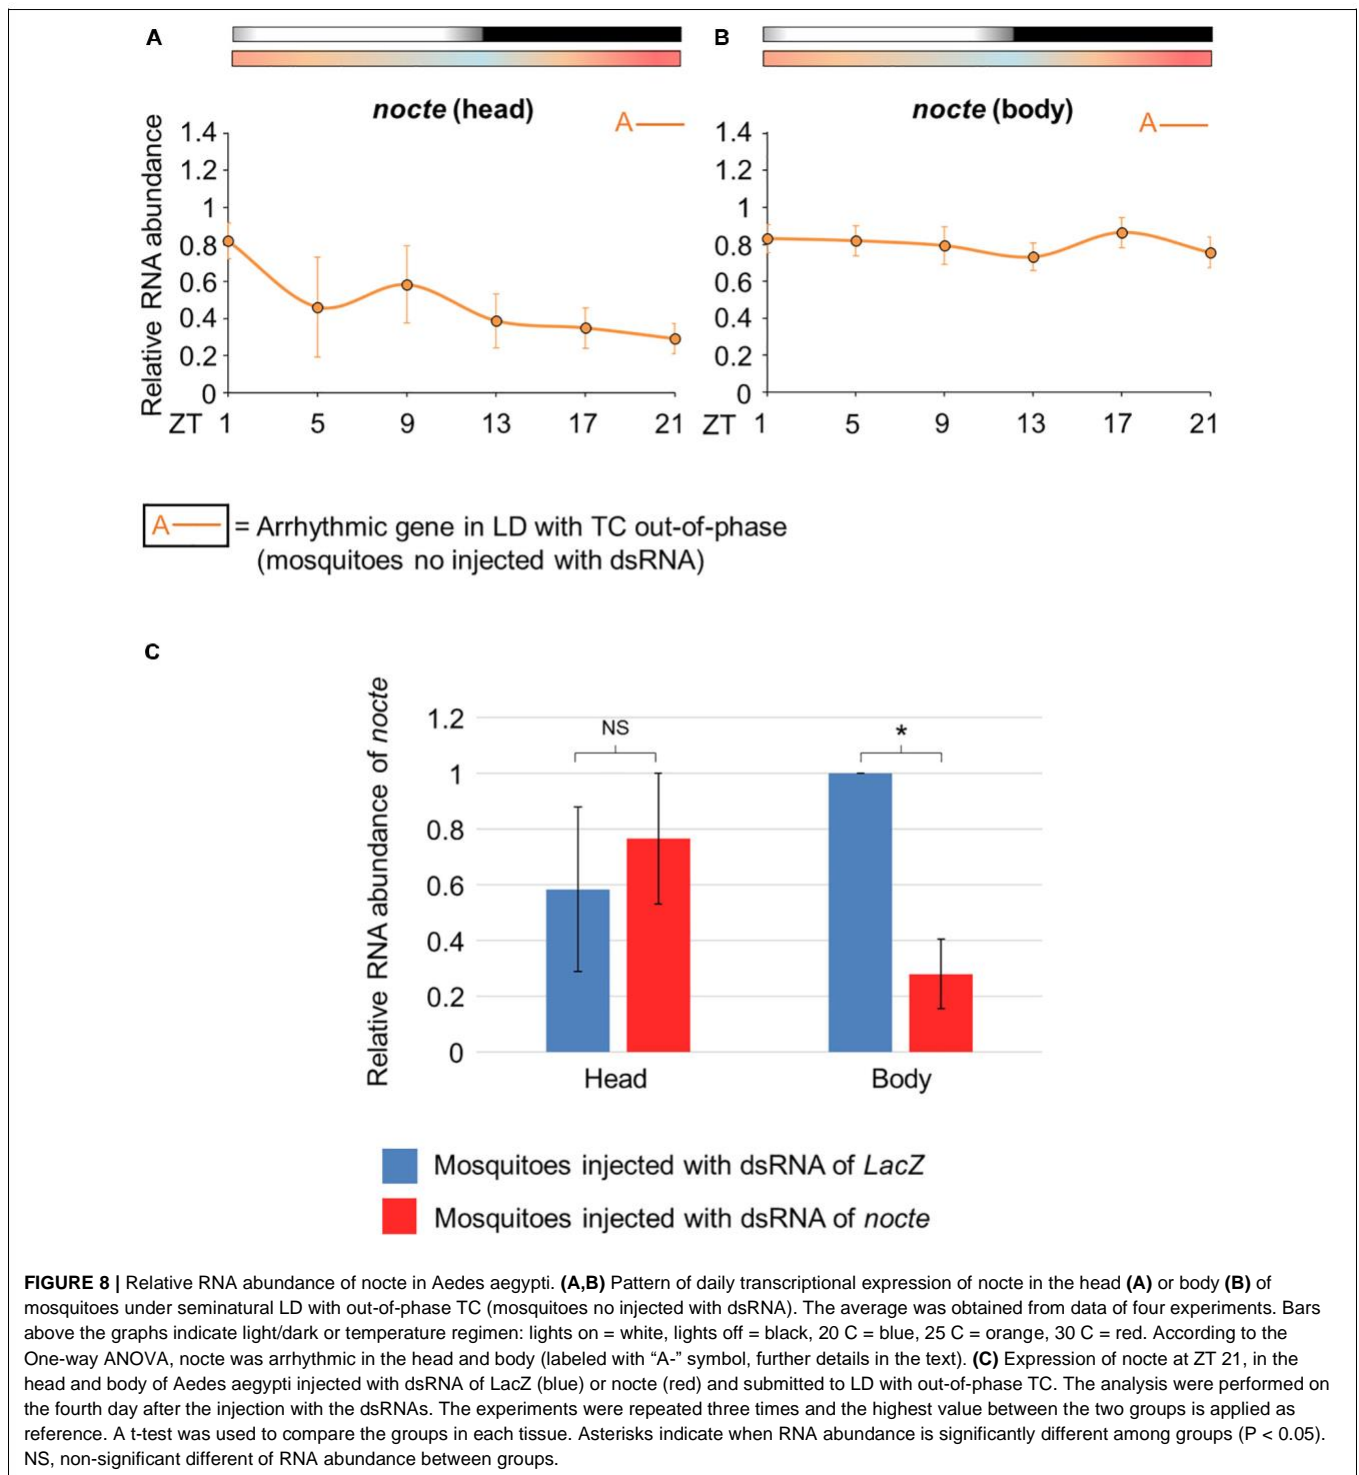 A
B
nocte (head)
A
nocte (body)
A
Relative RNA abundance
1.4
1.2
1
0.8
0.6
0.4
0.2
0
ZT 1 5 9 13 17 21
1.4
1.2
1
0.8
0.6
0.4
0.2
0
ZT 1 5 9 13 17 21
A = Arrhythmic gene in LD with TC out-of-phase
(mosquitoes no injected with dsRNA)
C
Relative RNA abundance of nocte
1.2
1
0.8
0.6
0.4
0.2
0
NS
*
Head Body
Mosquitoes injected with dsRNA of LacZ
Mosquitoes injected with dsRNA of nocte
FIGURE 8 | Relative RNA abundance of nocte in Aedes aegypti. (A,B) Pattern of daily transcriptional expression of nocte in the head (A) or body (B) of
mosquitoes under seminatural LD with out-of-phase TC (mosquitoes no injected with dsRNA). The average was obtained from data of four experiments. Bars
above the graphs indicate light/dark or temperature regimen: lights on = white, lights off = black, 20 C = blue, 25 C = orange, 30 C = red. According to the
One-way ANOVA, nocte was arrhythmic in the head and body (labeled with “A-” symbol, further details in the text). (C) Expression of nocte at ZT 21, in the
head and body of Aedes aegypti injected with dsRNA of LacZ (blue) or nocte (red) and submitted to LD with out-of-phase TC. The analysis were performed on
the fourth day after the injection with the dsRNAs. The experiments were repeated three times and the highest value between the two groups is applied as
reference. A t-test was used to compare the groups in each tissue. Asterisks indicate when RNA abundance is significantly different among groups (P < 0.05).
NS, non-significant different of RNA abundance between groups.